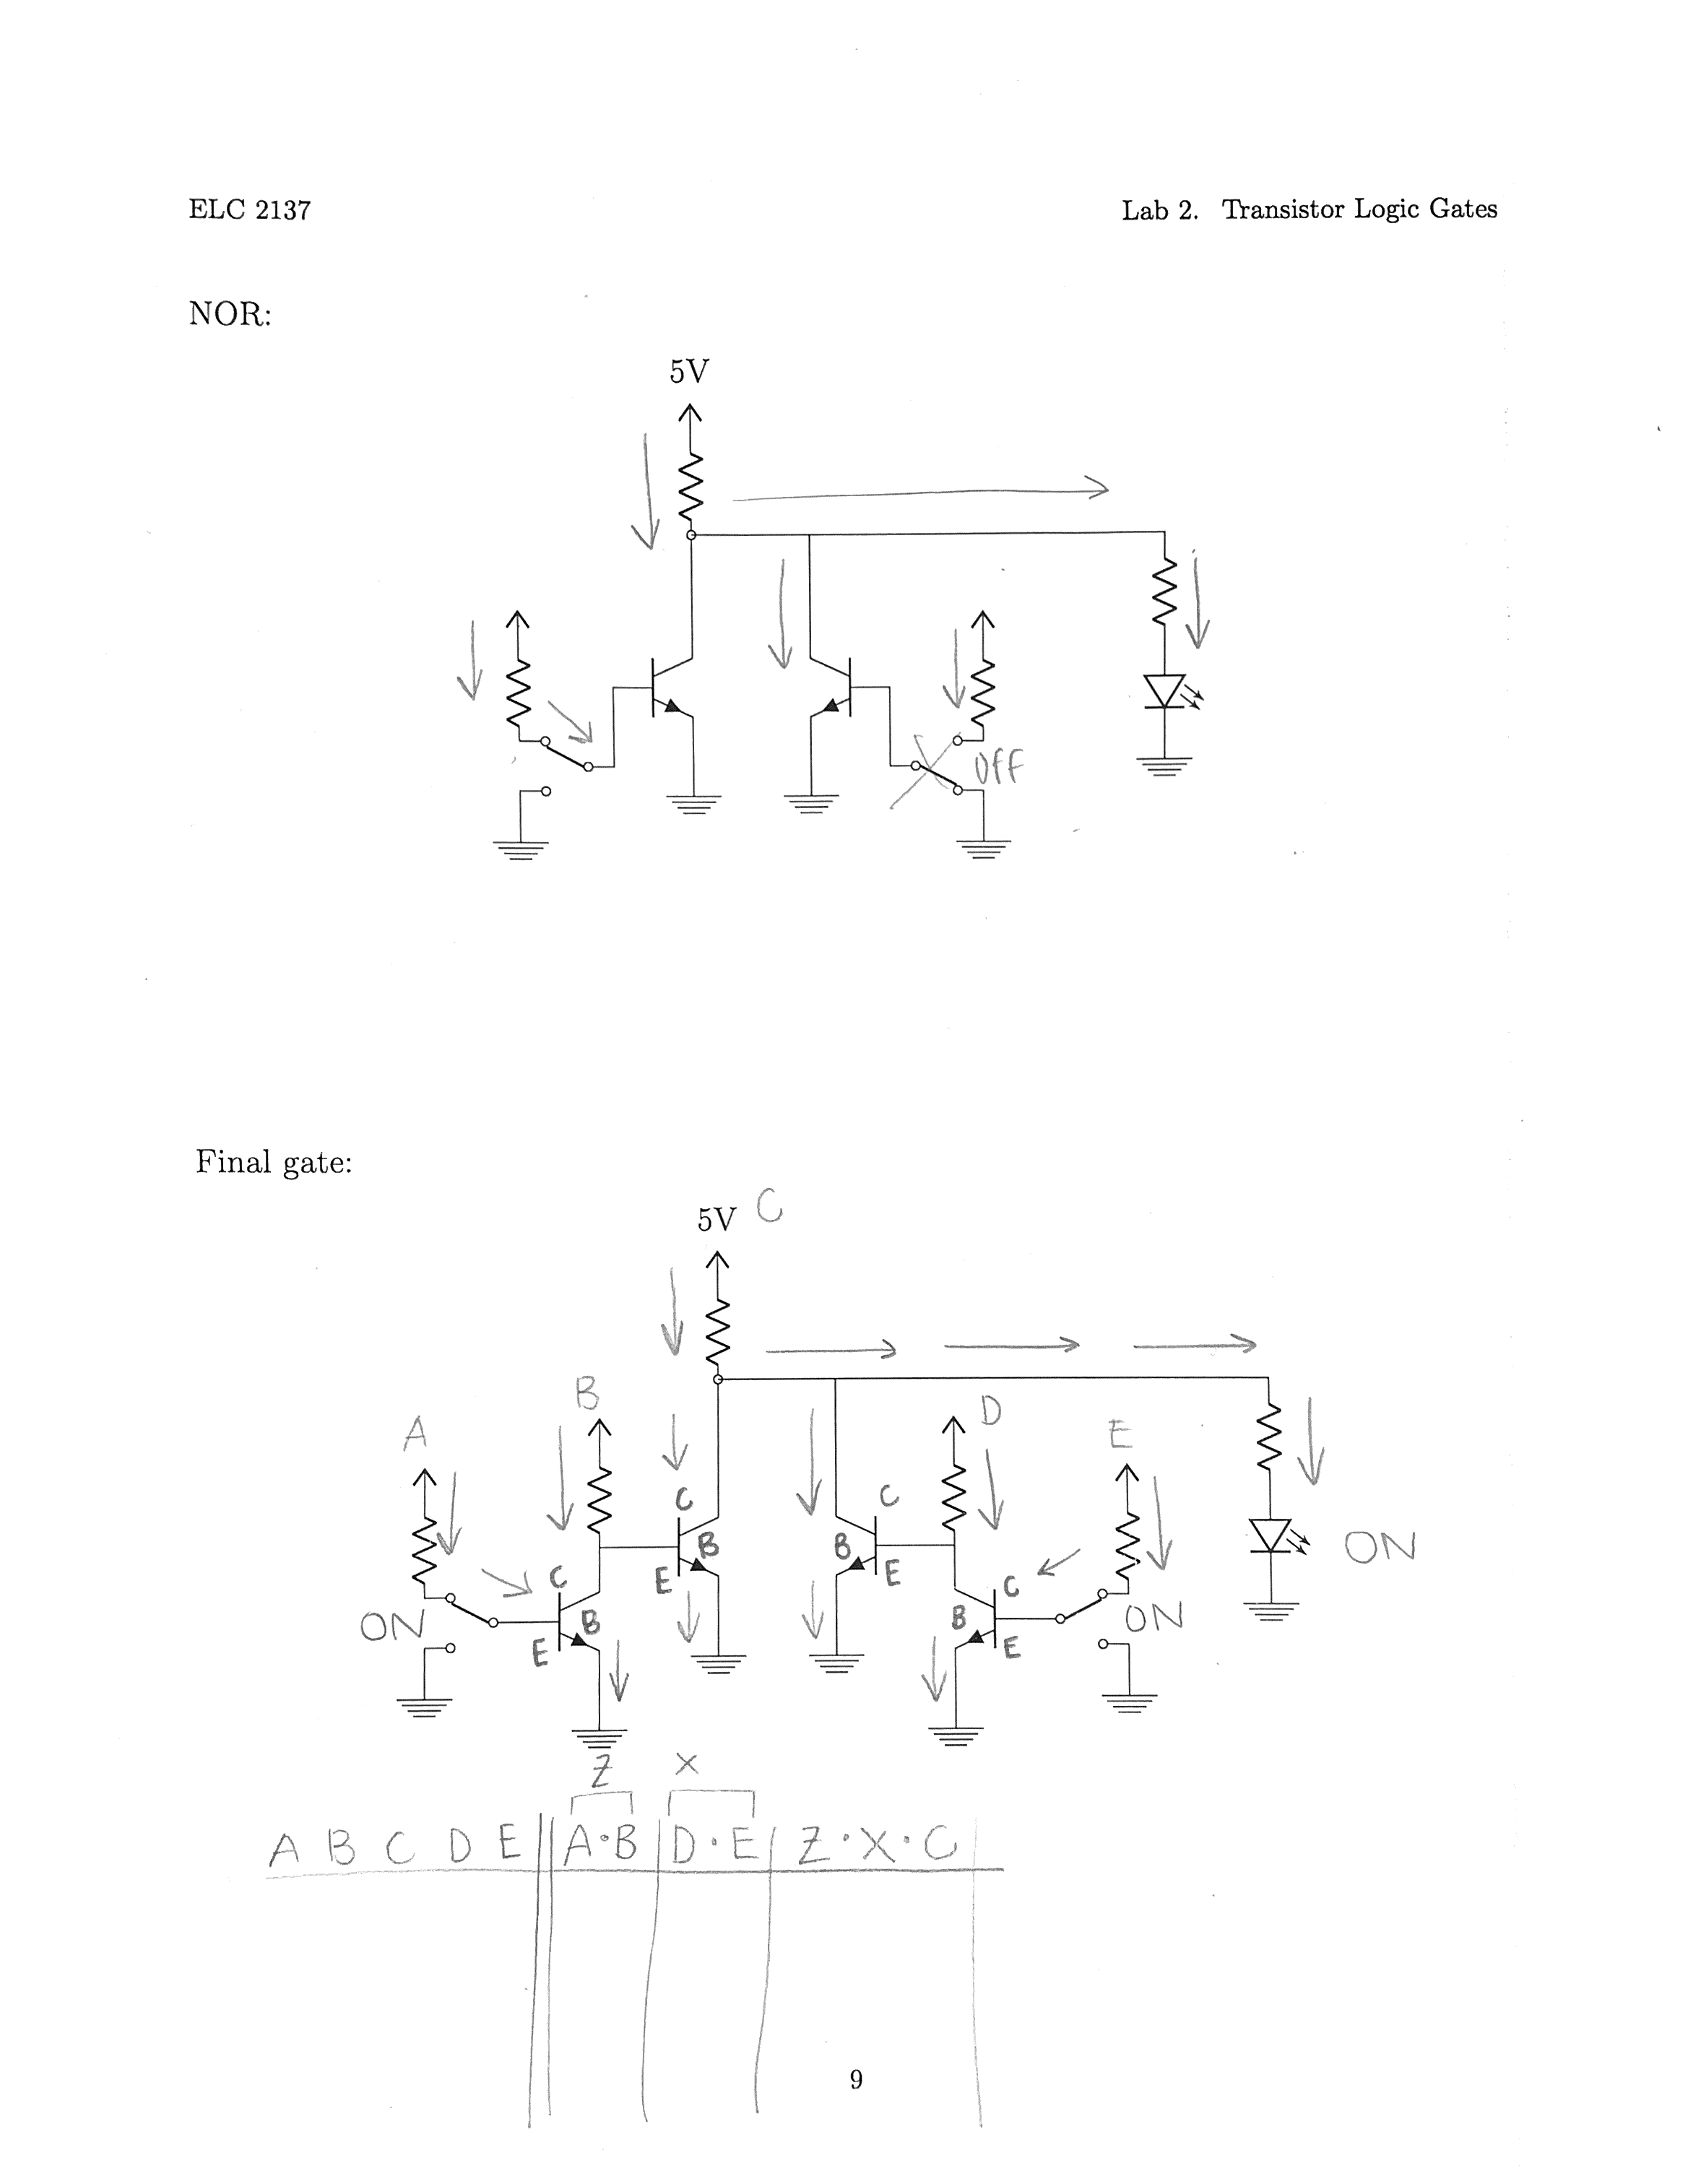 ELC 2137
Lab 2. Transistor Logic Gates
NOR:
5V
OFF
Final gate:
5V C
B
D
A
E
C
C
B
B
ON
E
E
C
C
ON
B
B
ON
E
E
Z X
A B C D E A·B D·E Z·X·C
9